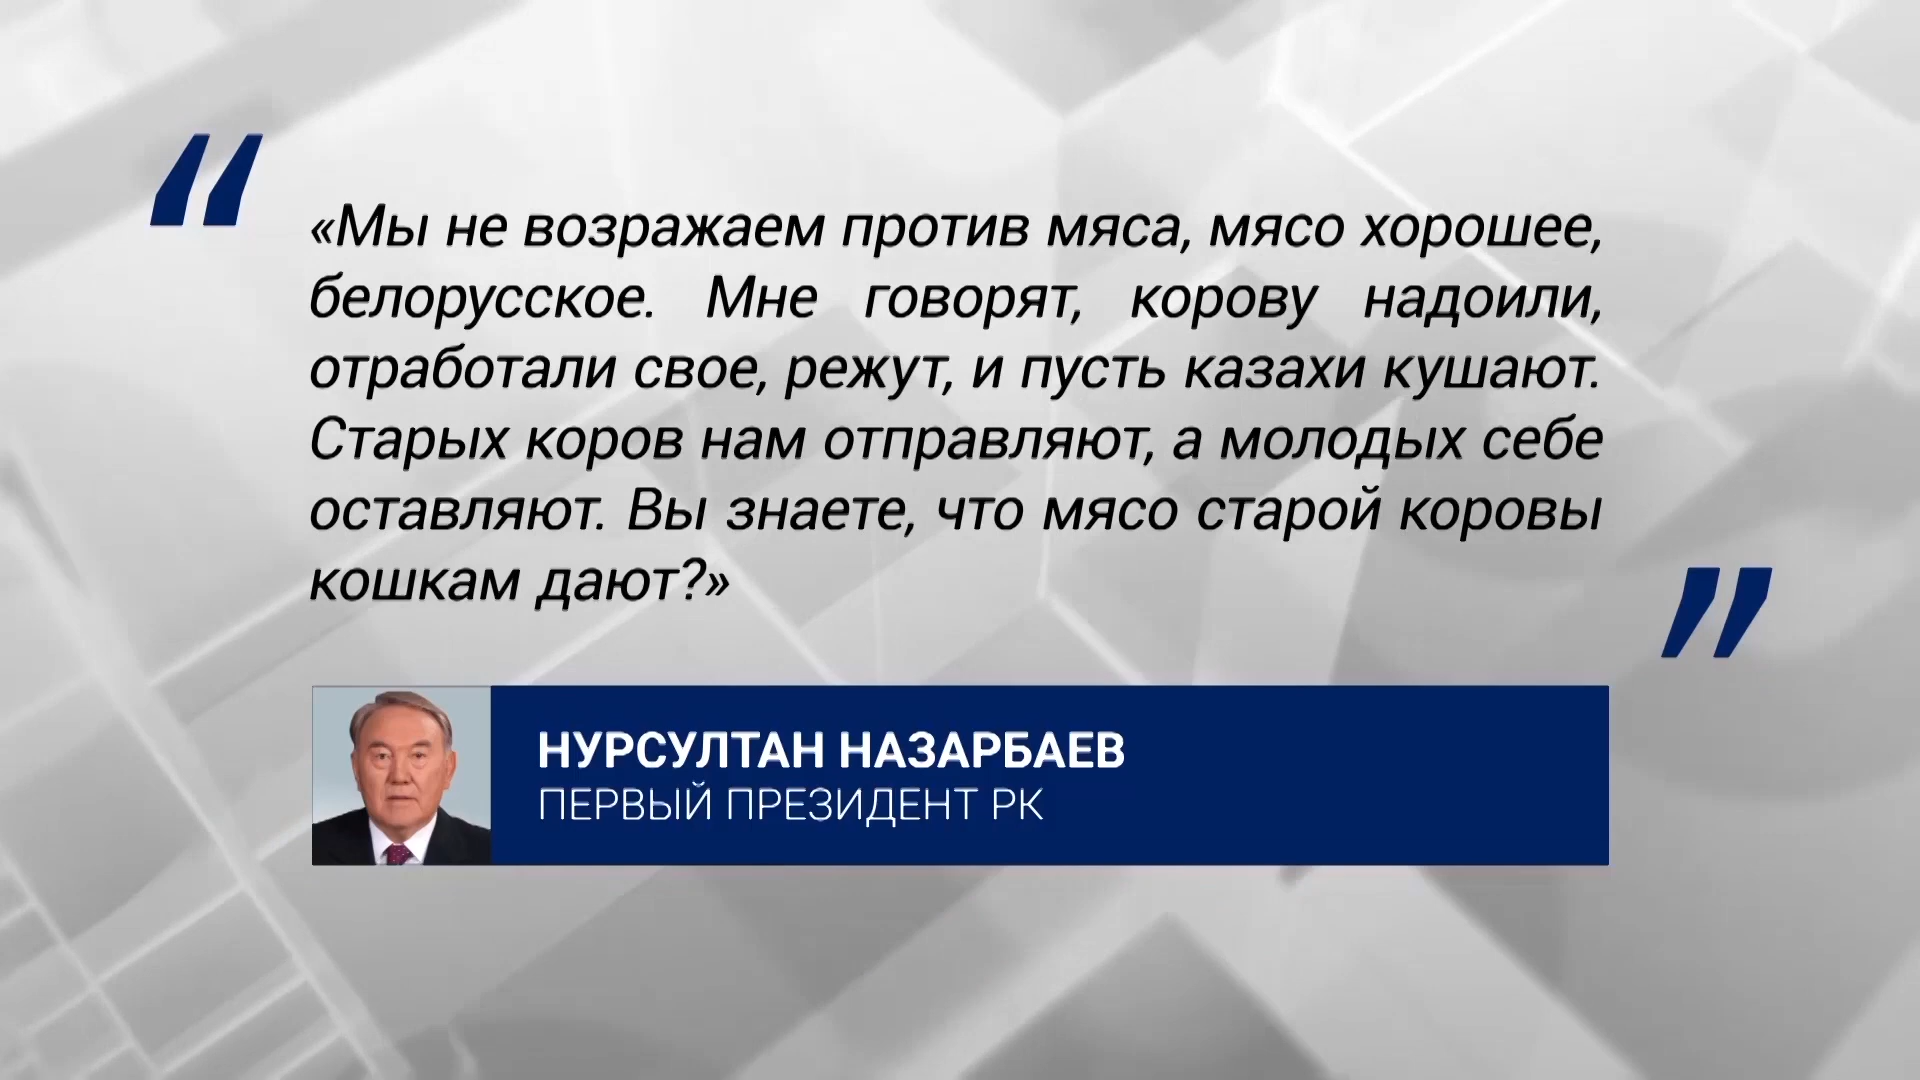 «Мы не возражаем против мяса, мясо хорошее,
белорусское. Мне говорят, корову надоили,
отработали свое, режут, и пусть казахи кушают.
Старых коров нам отправляют, а молодых себе
оставляют. Вы знаете, что мясо старой коровы
кошкам дают?»
НУРСУЛТАН НАЗАРБАЕВ
ПЕРВЫЙ ПРЕЗИДЕНТ РК